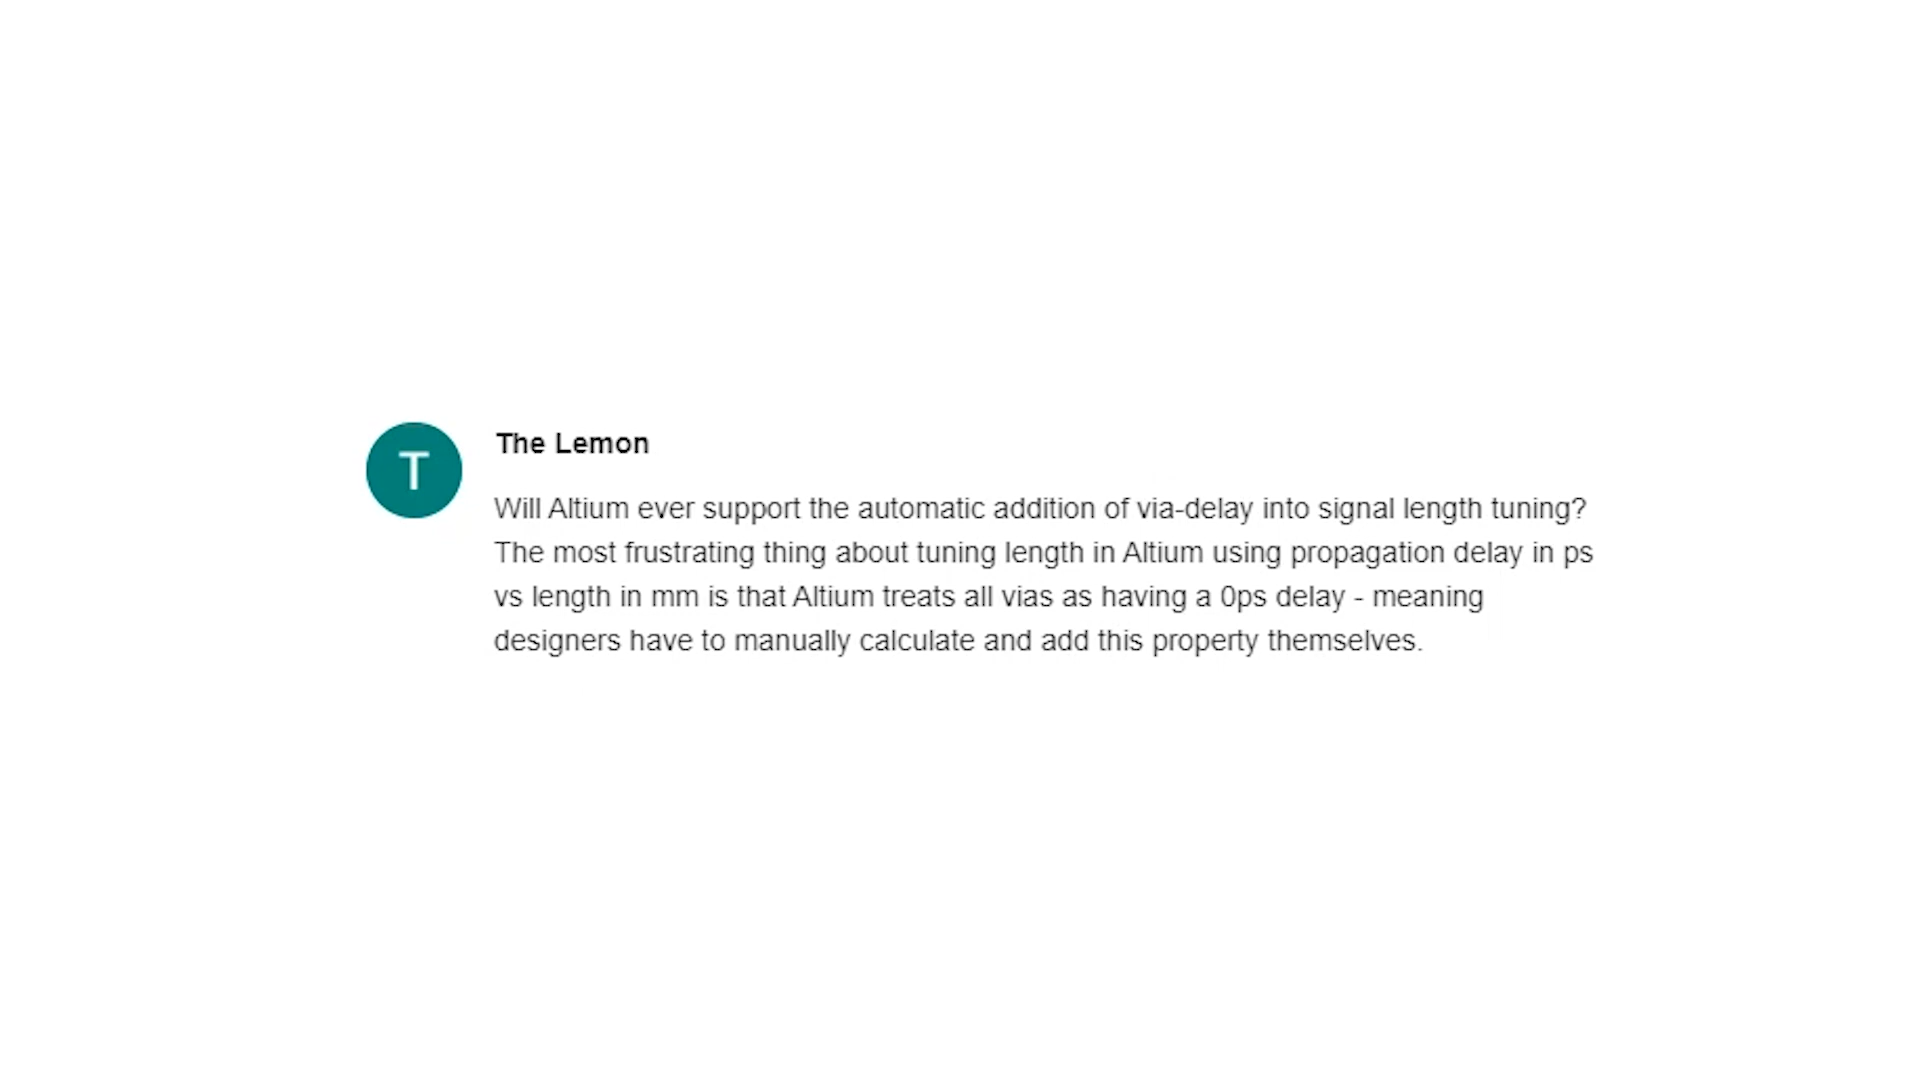 T
The Lemon
Will Altium ever support the automatic addition of via-delay into signal length tuning?
The most frustrating thing about tuning length in Altium using propagation delay in ps
vs length in mm is that Altium treats all vias as having a 0ps delay - meaning
designers have to manually calculate and add this property themselves.